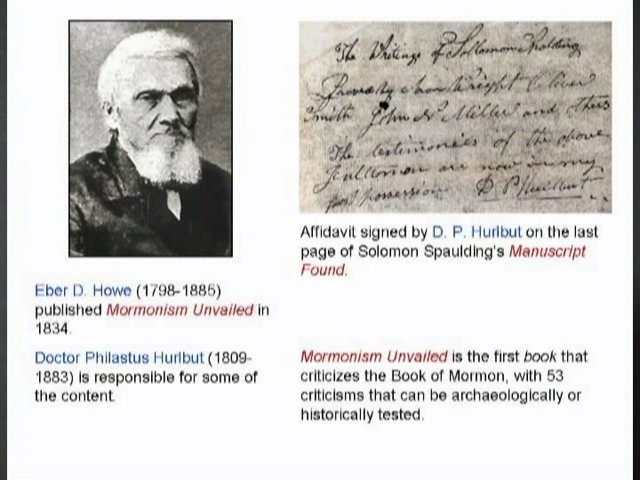 The Writings of Sollomon Spalding
Proved by Aron Wright Oliver
Smith John N Miller and others
The testimonies of the above
Gentlemen are now in my
possession D P Hurlbut
Affidavit signed by D. P. Hurlbut on the last
page of Solomon Spaulding's Manuscript
Found.
Eber D. Howe (1798-1885)
published Mormonism Unvailed in
1834.
Doctor Philastus Hurlbut (1809-
1883) is responsible for some of
the content.
Mormonism Unvailed is the first book that
criticizes the Book of Mormon, with 53
criticisms that can be archaeologically or
historically tested.